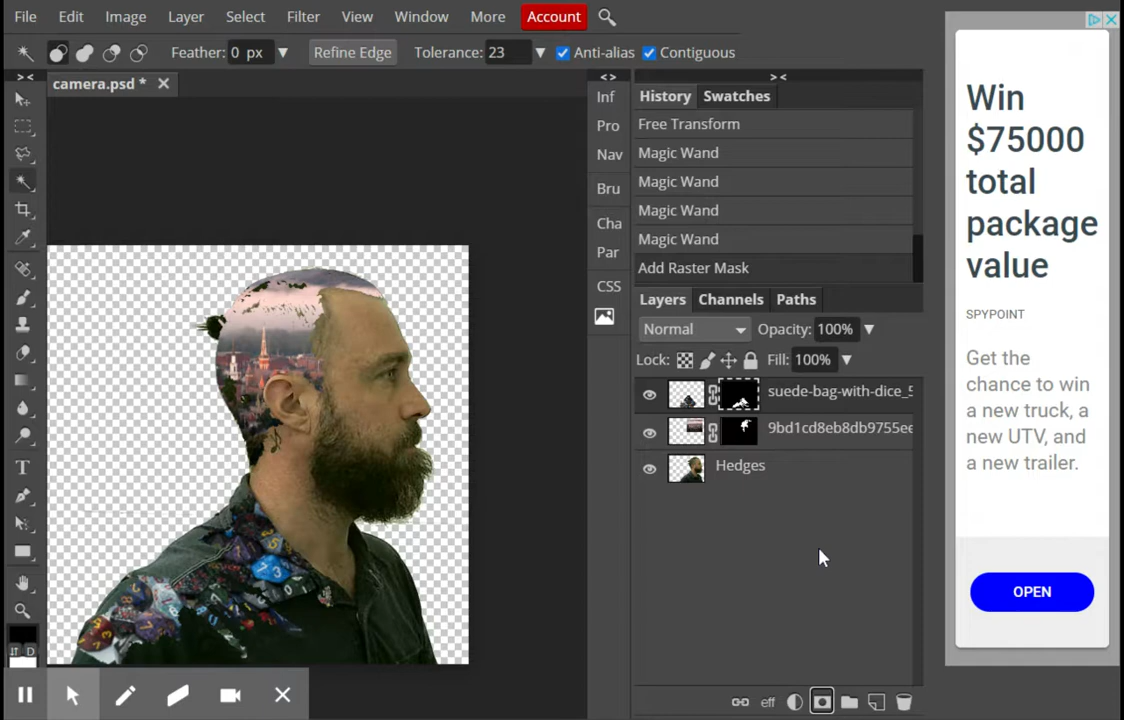 File Edit Image Layer Select Filter View Window More Account
Feather: 0 px Refine Edge Tolerance: 23 Anti-alias Contiguous
> < < > > <
camera.psd *
Inf
Pro
Nav
Bru
Cha
Par
CSS
History Swatches
Free Transform
Magic Wand
Magic Wand
Magic Wand
Magic Wand
Add Raster Mask
Layers Channels Paths
Normal Opacity: 100%
Lock: Fill: 100%
suede-bag-with-dice_5
9bd1cd8eb8db9755ee
Hedges
eff
D
Win
$75000
total
package
value
SPYPOINT
Get the
chance to win
a new truck, a
new UTV, and
a new trailer.
OPEN